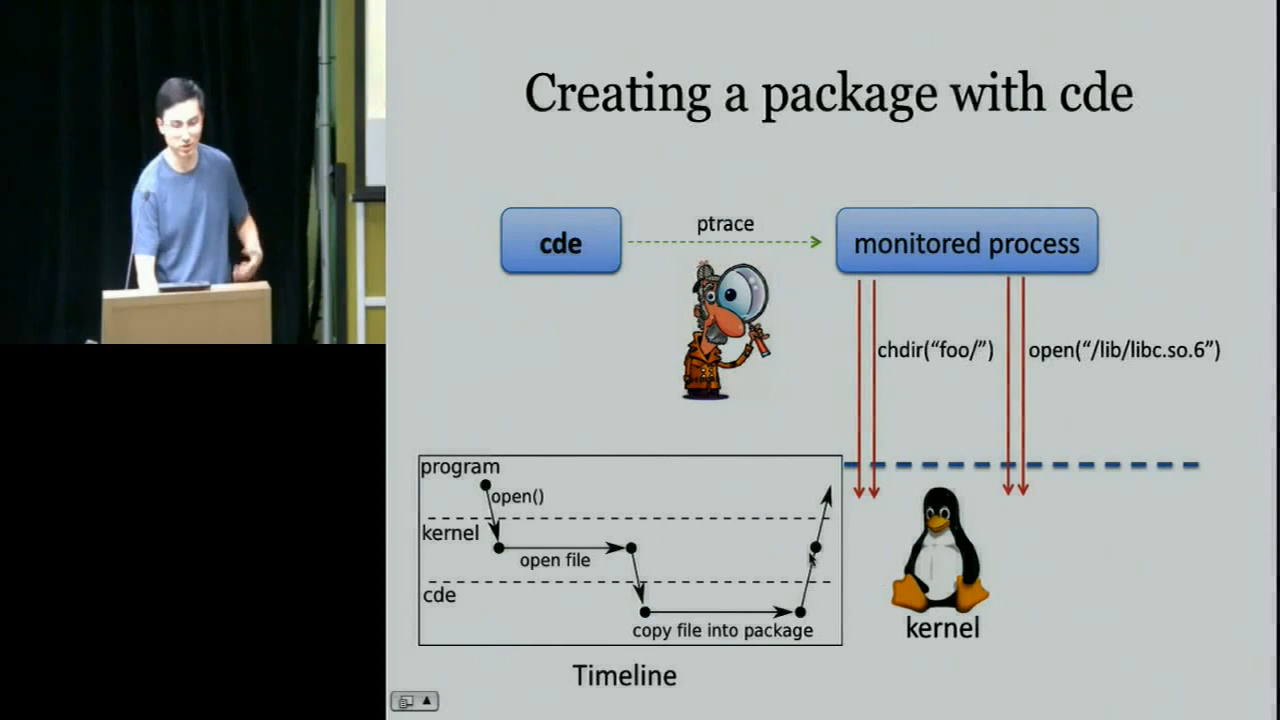 Creating a package with cde
cde
ptrace
monitored process
chdir(“foo/”)
open(“/lib/libc.so.6”)
program
open()
kernel
open file
cde
copy file into package
kernel
Timeline